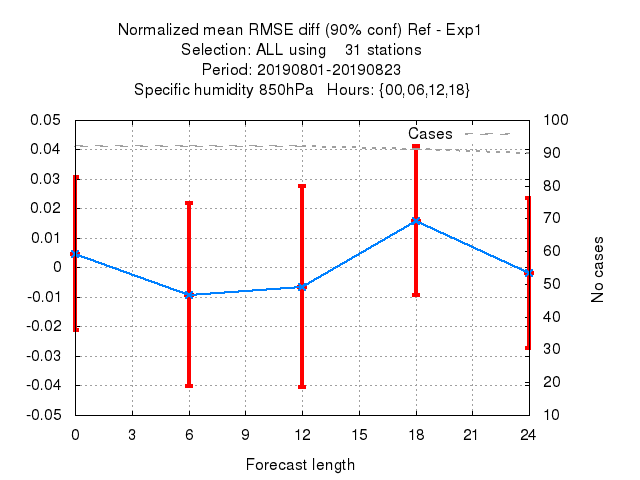 Normalized mean RMSE diff (90% conf) Ref - Exp1
Selection: ALL using    31 stations
Period: 20190801-20190823
Specific humidity 850hPa   Hours: {00,06,12,18}
Cases
0.05
0.04
0.03
0.02
0.01
0
-0.01
-0.02
-0.03
-0.04
-0.05
100
90
80
70
60
50
40
30
20
10
No cases
0 3 6 9 12 15 18 21 24
Forecast length